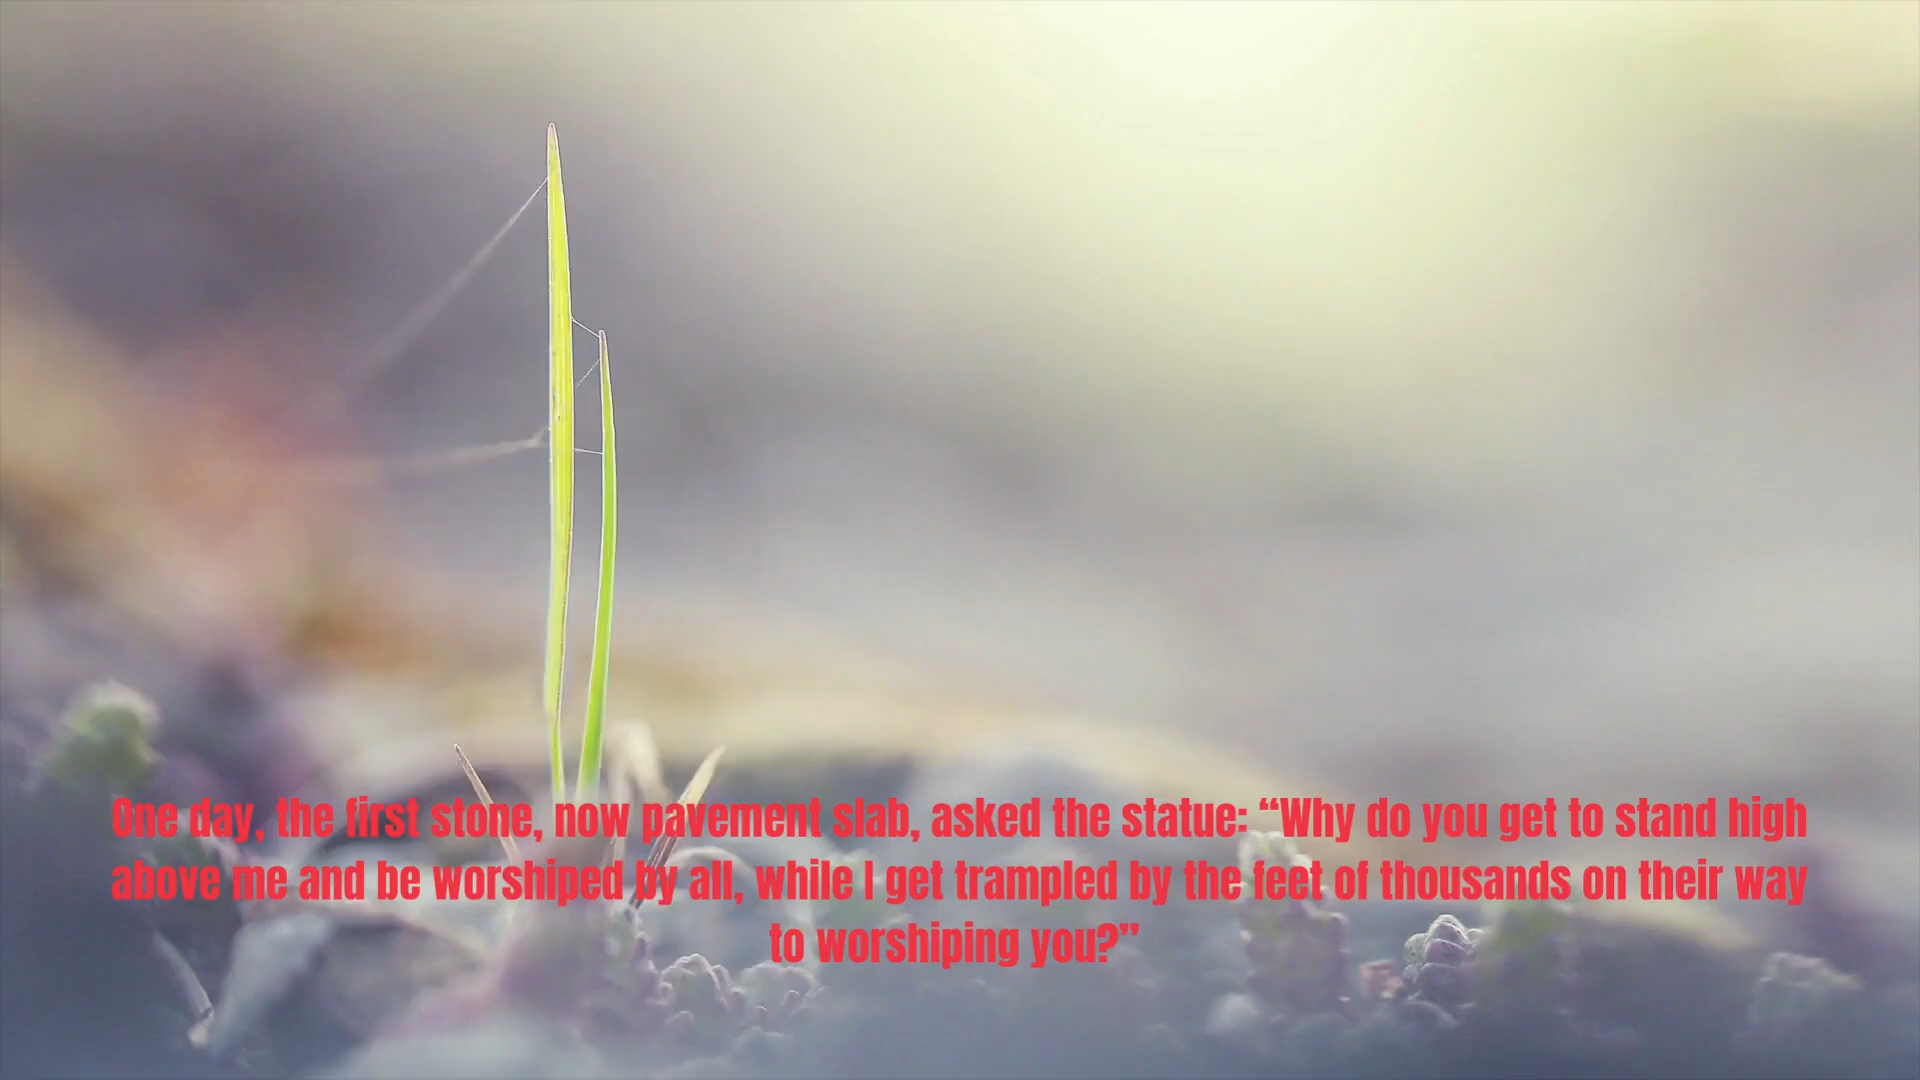 One day, the first stone, now pavement slab, asked the statue: “Why do you get to stand high
above me and be worshiped by all, while I get trampled by the feet of thousands on their way
to worshiping you?”